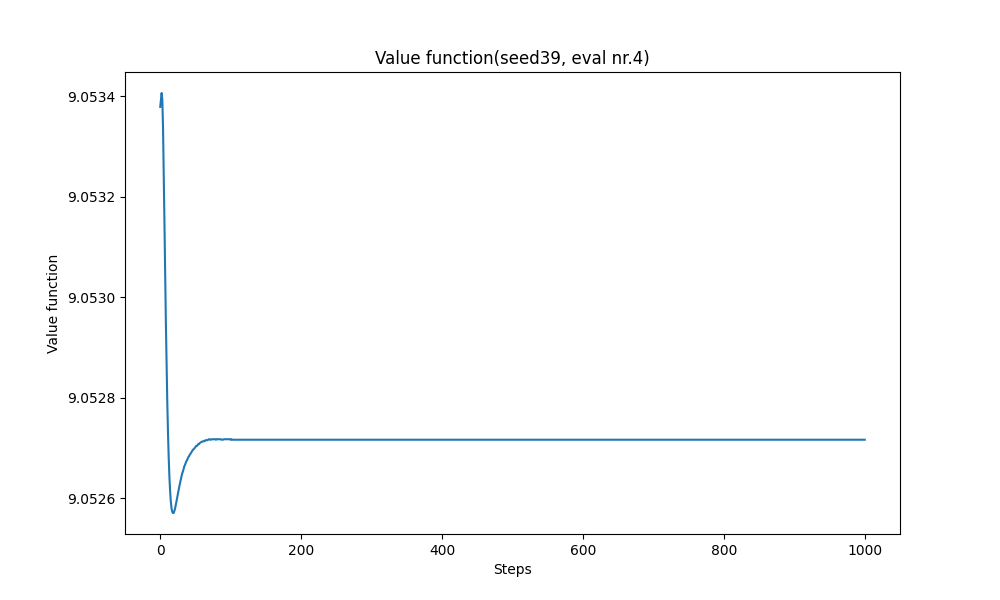 Value function(seed39, eval nr.4)
9.0534
9.0532
9.0530
9.0528
9.0526
Value function
0 200 400 600 800 1000
Steps